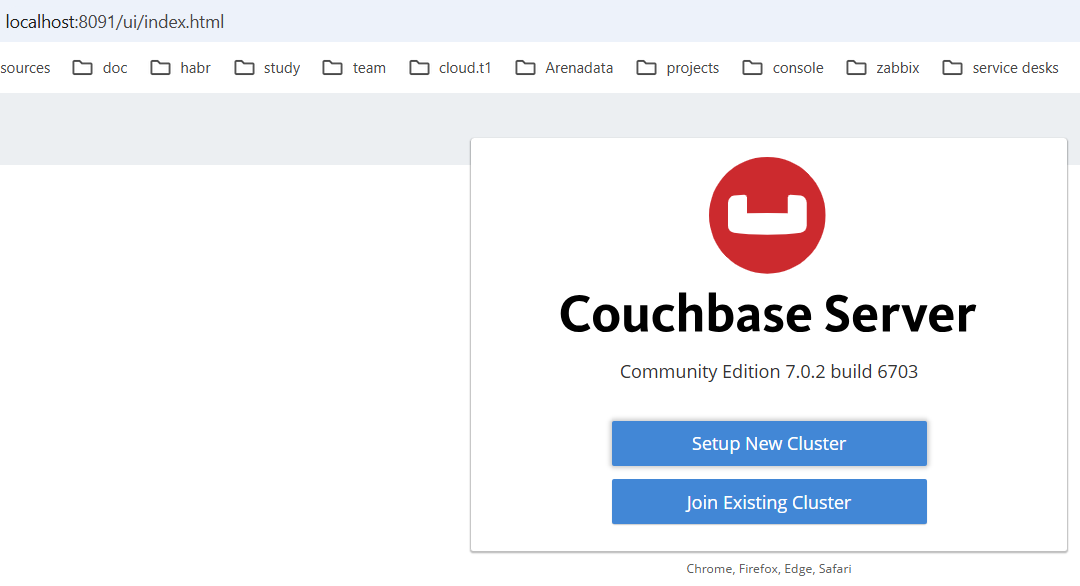 localhost:8091/ui/index.html
sources doc habr study team cloud.t1 Arenadata projects console zabbix service desks
Couchbase Server
Community Edition 7.0.2 build 6703
Setup New Cluster
Join Existing Cluster
Chrome, Firefox, Edge, Safari